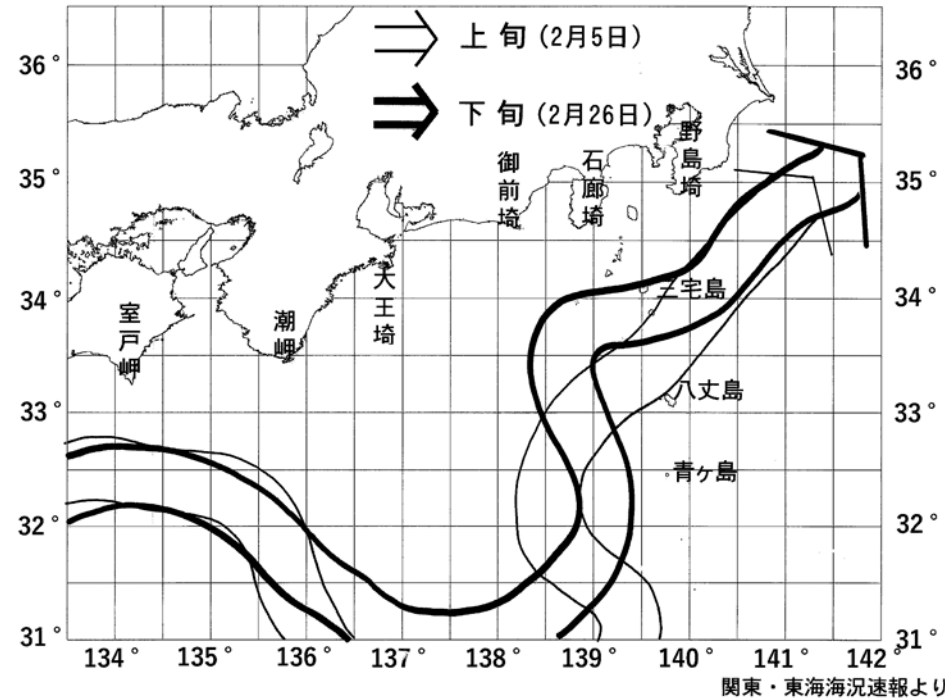 上旬（2月5日）
下旬（2月26日）
36°
36°
35°
35°
34°
34°
33°
33°
32°
32°
31°
31°
野島埼
石廊埼
御前埼
大王埼
潮岬
室戸岬
三宅島
八丈島
青ヶ島
134°
135°
136°
137°
138°
139°
140°
141°
142°
関東・東海海況速報より